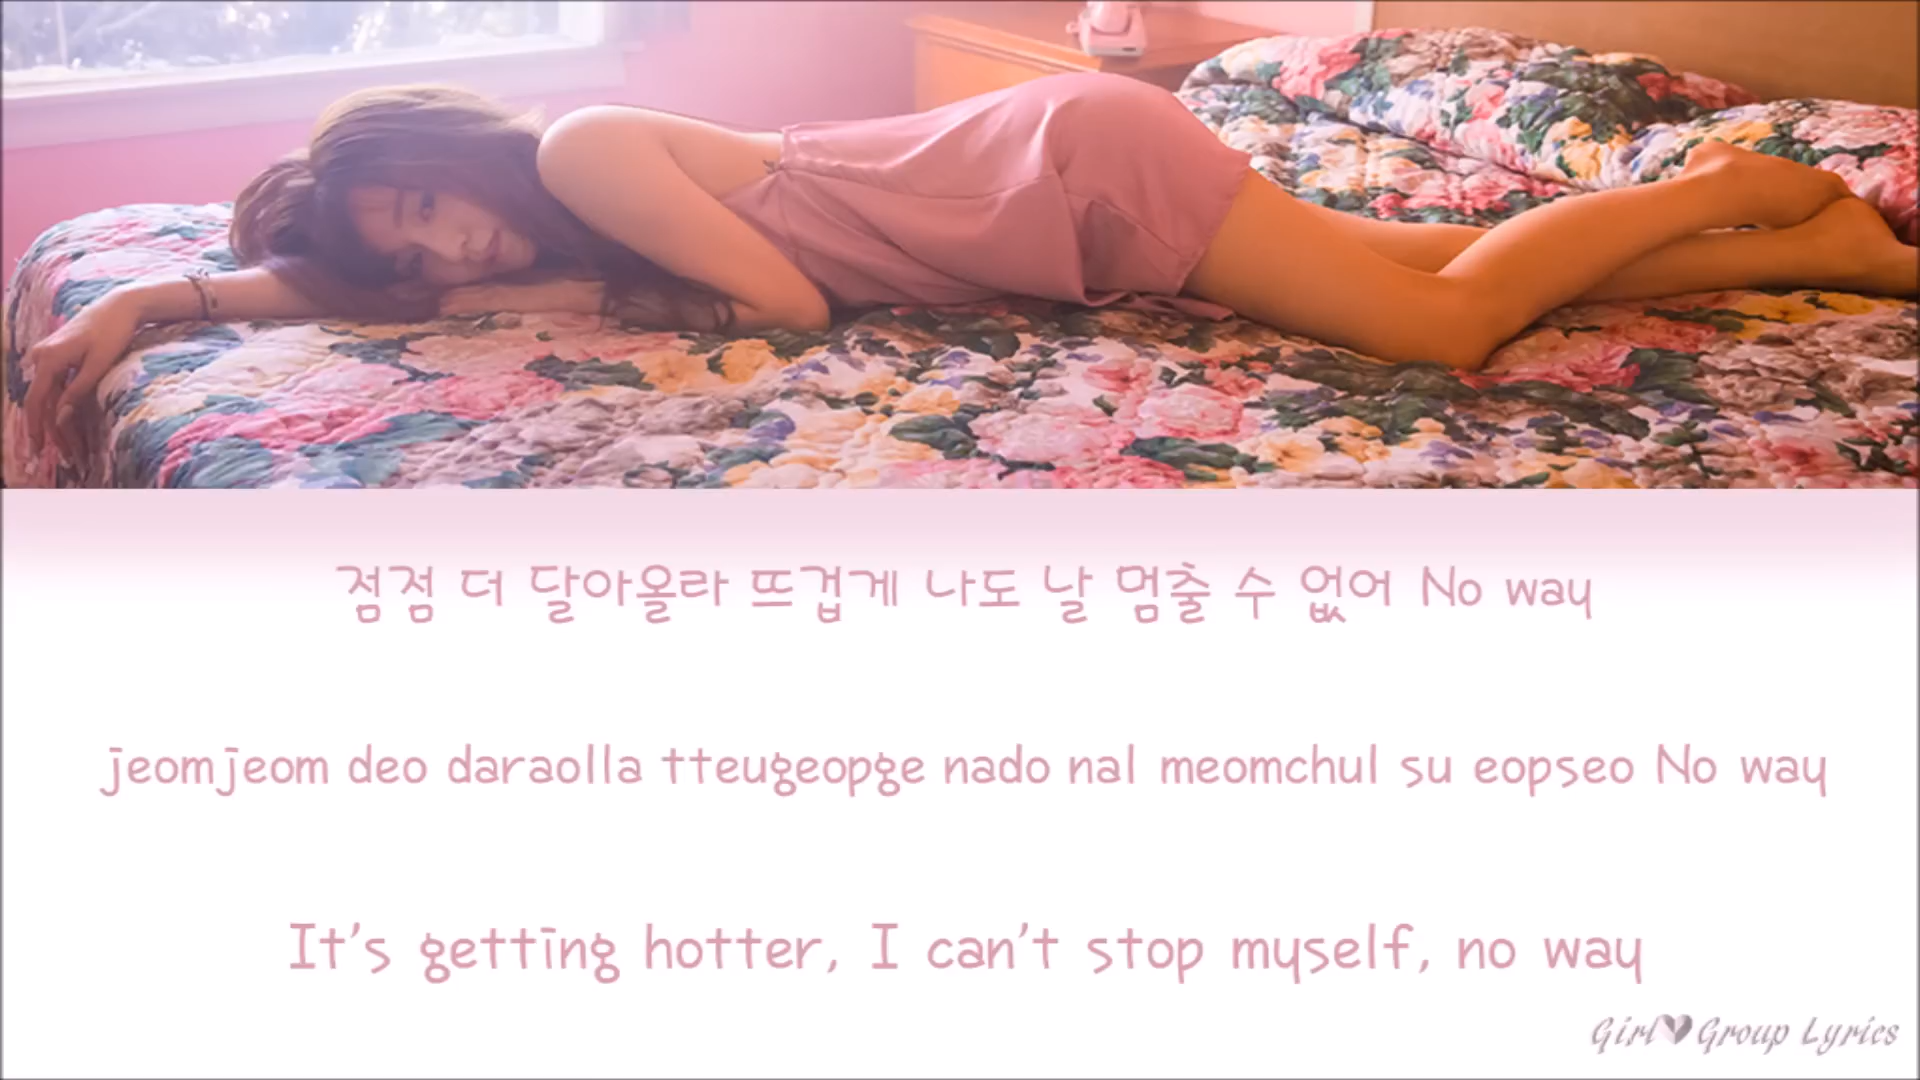 점점 더 달아올라 뜨겁게 나도 날 멈출 수 없어 No way
jeomjeom deo daraolla tteugeopge nado nal meomchul su eopseo No way
It's getting hotter, I can't stop myself, no way
Girl Group Lyrics